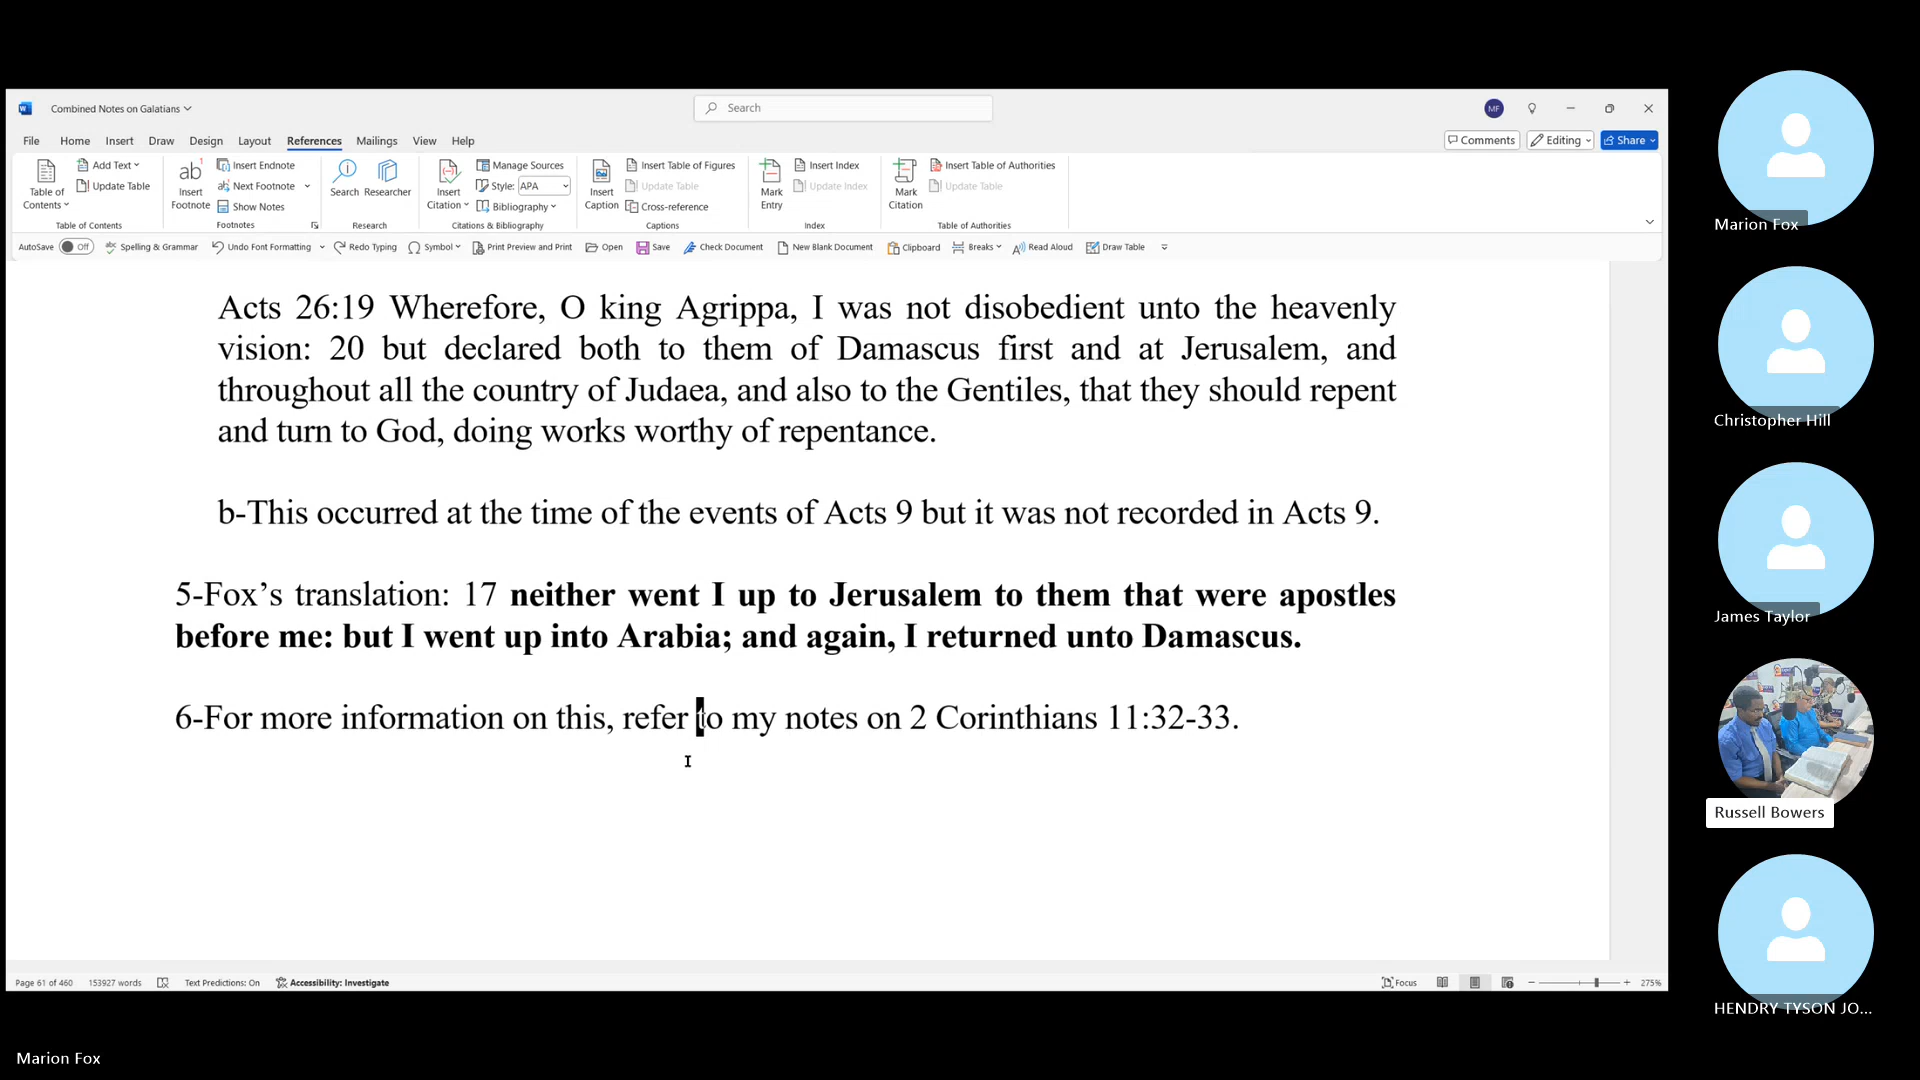 Combined Notes on Galatians
Search
MF
File Home Insert Draw Design Layout References Mailings View Help
Comments Editing Share
Table of Contents
Add Text
Update Table
Table of Contents
ab
Insert Footnote
Insert Endnote
Next Footnote
Show Notes
Footnotes
Search
Researcher
Research
Insert Citation
Manage Sources
Style: APA
Bibliography
Citations & Bibliography
Insert Caption
Insert Table of Figures
Update Table
Cross-reference
Captions
Mark Entry
Insert Index
Update Index
Index
Mark Citation
Insert Table of Authorities
Update Table
Table of Authorities
AutoSave Off Spelling & Grammar Undo Font Formatting Redo Typing Symbol Print Preview and Print Open Save Check Document New Blank Document Clipboard Breaks Read Aloud Draw Table
Acts 26:19 Wherefore, O king Agrippa, I was not disobedient unto the heavenly
vision: 20 but declared both to them of Damascus first and at Jerusalem, and
throughout all the country of Judaea, and also to the Gentiles, that they should repent
and turn to God, doing works worthy of repentance.
b-This occurred at the time of the events of Acts 9 but it was not recorded in Acts 9.
5-Fox’s translation: 17 neither went I up to Jerusalem to them that were apostles
before me: but I went up into Arabia; and again, I returned unto Damascus.
6-For more information on this, refer to my notes on 2 Corinthians 11:32-33.
Page 61 of 460 153927 words Text Predictions: On Accessibility: Investigate
Focus 275%
Marion Fox
Christopher Hill
James Taylor
Russell Bowers
HENDRY TYSON JO...
Marion Fox